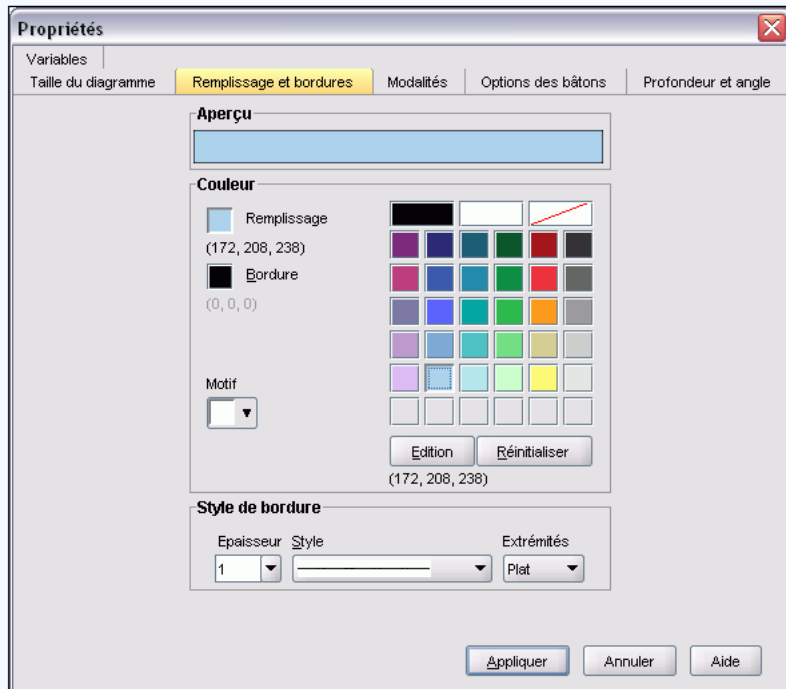 Propriétés
Variables
Taille du diagramme
Remplissage et bordures
Modalités
Options des bâtons
Profondeur et angle
Aperçu
Couleur
Remplissage
(172, 208, 238)
Bordure
(0, 0, 0)
Motif
Edition
Réinitialiser
(172, 208, 238)
Style de bordure
Epaisseur
Style
Extrémités
1
Plat
Appliquer
Annuler
Aide